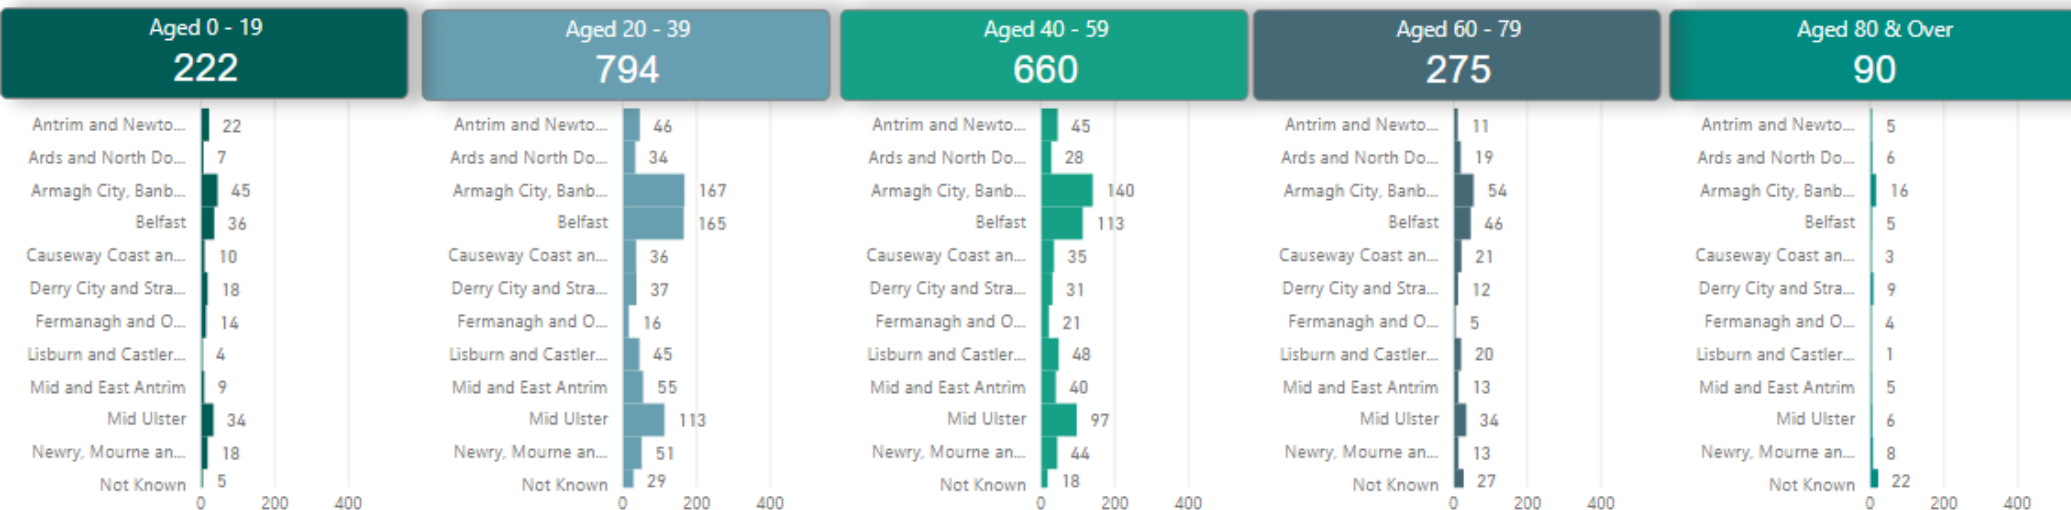 Aged 0 - 19
222
Antrim and Newto... 22
Ards and North Do... 7
Armagh City, Banb... 45
Belfast 36
Causeway Coast an... 10
Derry City and Stra... 18
Fermanagh and O... 14
Lisburn and Castler... 4
Mid and East Antrim 9
Mid Ulster 34
Newry, Mourne an... 18
Not Known 5
0 200 400
Aged 20 - 39
794
Antrim and Newto... 46
Ards and North Do... 34
Armagh City, Banb... 167
Belfast 165
Causeway Coast an... 36
Derry City and Stra... 37
Fermanagh and O... 16
Lisburn and Castler... 45
Mid and East Antrim 55
Mid Ulster 113
Newry, Mourne an... 51
Not Known 29
0 200 400
Aged 40 - 59
660
Antrim and Newto... 45
Ards and North Do... 28
Armagh City, Banb... 140
Belfast 113
Causeway Coast an... 35
Derry City and Stra... 31
Fermanagh and O... 21
Lisburn and Castler... 48
Mid and East Antrim 40
Mid Ulster 97
Newry, Mourne an... 44
Not Known 18
0 200 400
Aged 60 - 79
275
Antrim and Newto... 11
Ards and North Do... 19
Armagh City, Banb... 54
Belfast 46
Causeway Coast an... 21
Derry City and Stra... 12
Fermanagh and O... 5
Lisburn and Castler... 20
Mid and East Antrim 13
Mid Ulster 34
Newry, Mourne an... 13
Not Known 27
0 200 400
Aged 80 & Over
90
Antrim and Newto... 5
Ards and North Do... 6
Armagh City, Banb... 16
Belfast 5
Causeway Coast an... 3
Derry City and Stra... 9
Fermanagh and O... 4
Lisburn and Castler... 1
Mid and East Antrim 5
Mid Ulster 6
Newry, Mourne an... 8
Not Known 22
0 200 400